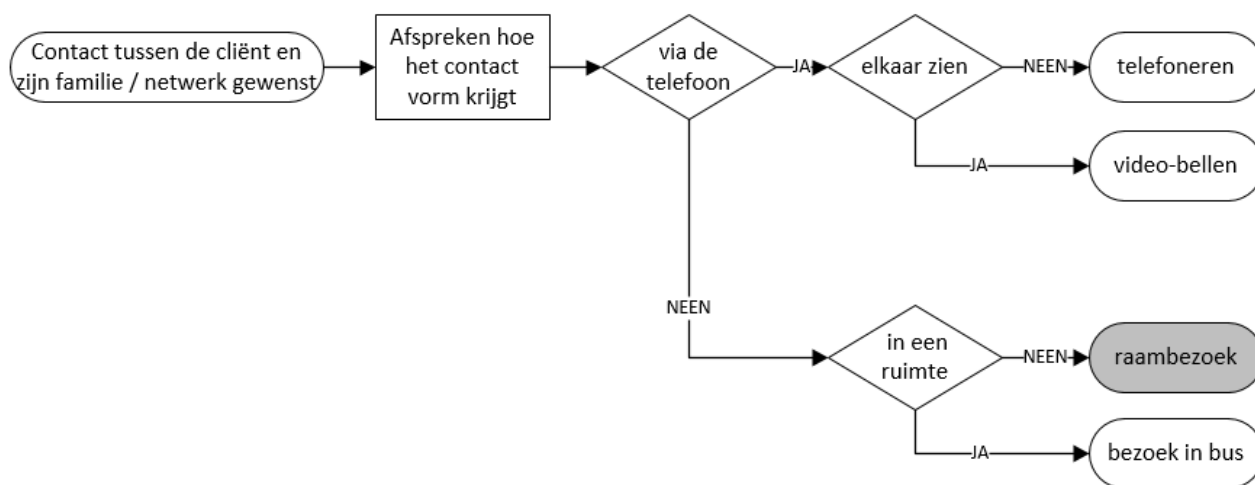 Contact tussen de cliënt en
zijn familie / netwerk gewenst
Afspreken hoe
het contact
vorm krijgt
via de
telefoon
JA
elkaar zien
NEEN
telefoneren
JA
video-bellen
NEEN
in een
ruimte
NEEN
raambezoek
JA
bezoek in bus